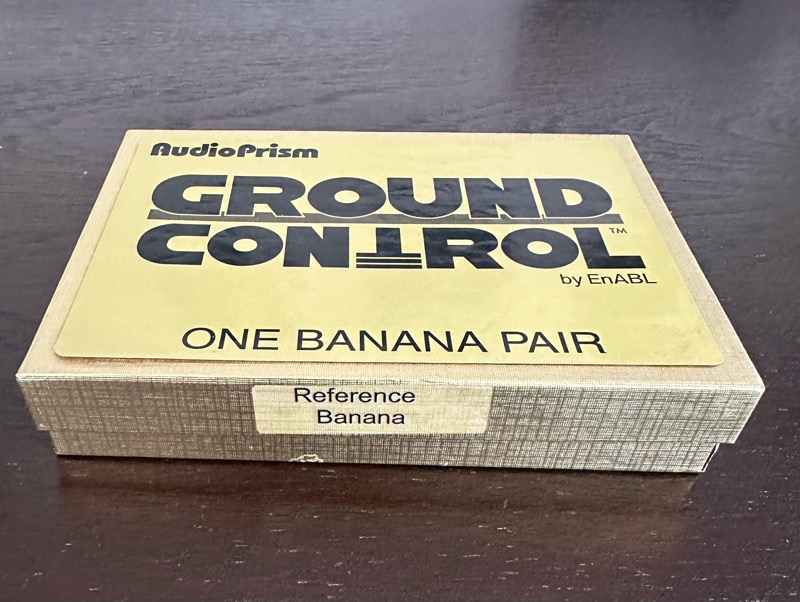 AudioPrism
GROUND
CONTROL™
by EnABL
ONE BANANA PAIR
Reference
Banana